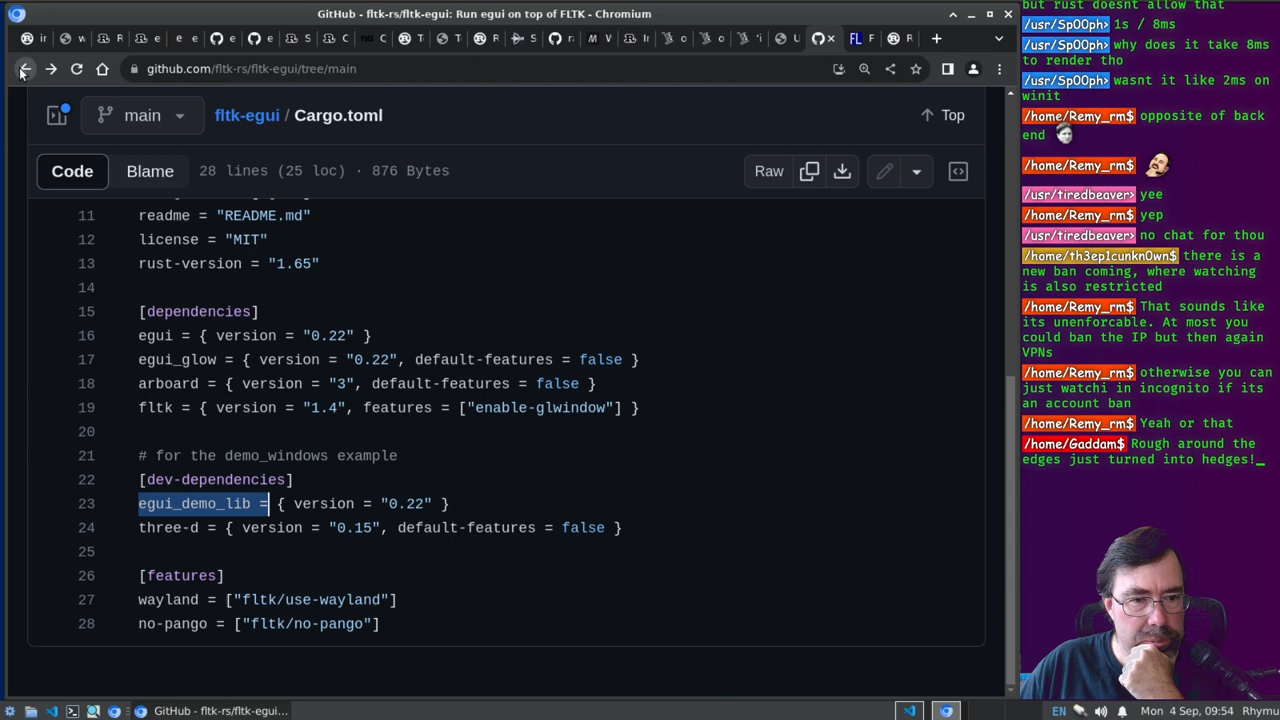 GitHub - fltk-rs/fltk-egui: Run egui on top of FLTK - Chromium
github.com/fltk-rs/fltk-egui/tree/main
main
fltk-egui / Cargo.toml
Top
Code
Blame
28 lines (25 loc) 876 Bytes
Raw
11 readme = "README.md"
12 license = "MIT"
13 rust-version = "1.65"
14
15 [dependencies]
16 egui = { version = "0.22" }
17 egui_glow = { version = "0.22", default-features = false }
18 arboard = { version = "3", default-features = false }
19 fltk = { version = "1.4", features = ["enable-glwindow"] }
20
21 # for the demo_windows example
22 [dev-dependencies]
23 egui_demo_lib = { version = "0.22" }
24 three-d = { version = "0.15", default-features = false }
25
26 [features]
27 wayland = ["fltk/use-wayland"]
28 no-pango = ["fltk/no-pango"]
but rust doesnt allow that
/usr/Sp00ph> 1s / 8ms
/usr/Sp00ph> why does it take 8ms
to render tho
/usr/Sp00ph> wasnt it like 2ms on
winit
/home/Remy_rm$ opposite of back
end
/home/Remy_rm$
/usr/tiredbeaver> yee
/home/Remy_rm$ yep
/usr/tiredbeaver> no chat for thou
/home/th3ep1cunkn0wn$ there is a
new ban coming, where watching
is also restricted
/home/Remy_rm$ That sounds like
its unenforcable. At most you
could ban the IP but then again
VPNs
/home/Remy_rm$ otherwise you can
just watchi in incognito if its
an account ban
/home/Remy_rm$ Yeah or that
/home/Gaddam$ Rough around the
edges just turned into hedges!_
GitHub - fltk-rs/fltk-egui...
EN
Mon 4 Sep, 09:54
Rhymu